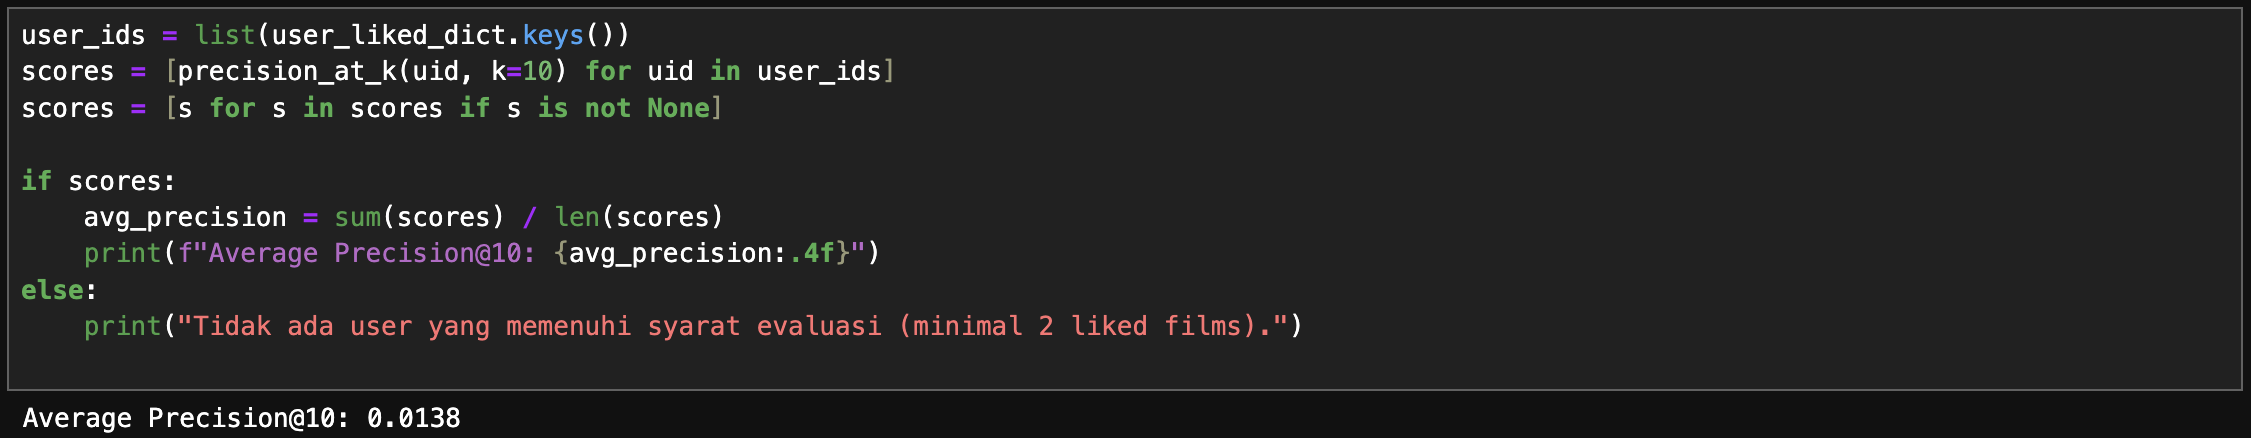 user_ids = list(user_liked_dict.keys())
scores = [precision_at_k(uid, k=10) for uid in user_ids]
scores = [s for s in scores if s is not None]
if scores:
    avg_precision = sum(scores) / len(scores)
    print(f"Average Precision@10: {avg_precision:.4f}")
else:
    print("Tidak ada user yang memenuhi syarat evaluasi (minimal 2 liked films).")
Average Precision@10: 0.0138